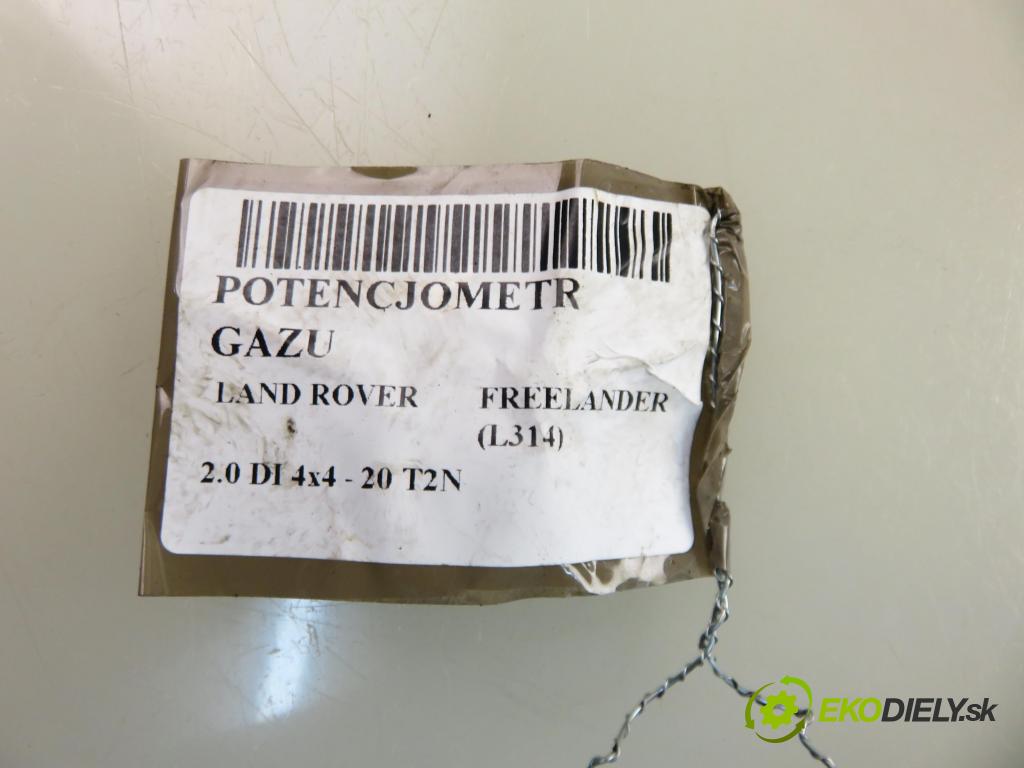 POTENCJOMETR
GAZU
LAND ROVER FREELANDER
(L314)
2.0 DI 4x4 - 20 T2N
EKODIELY.sk